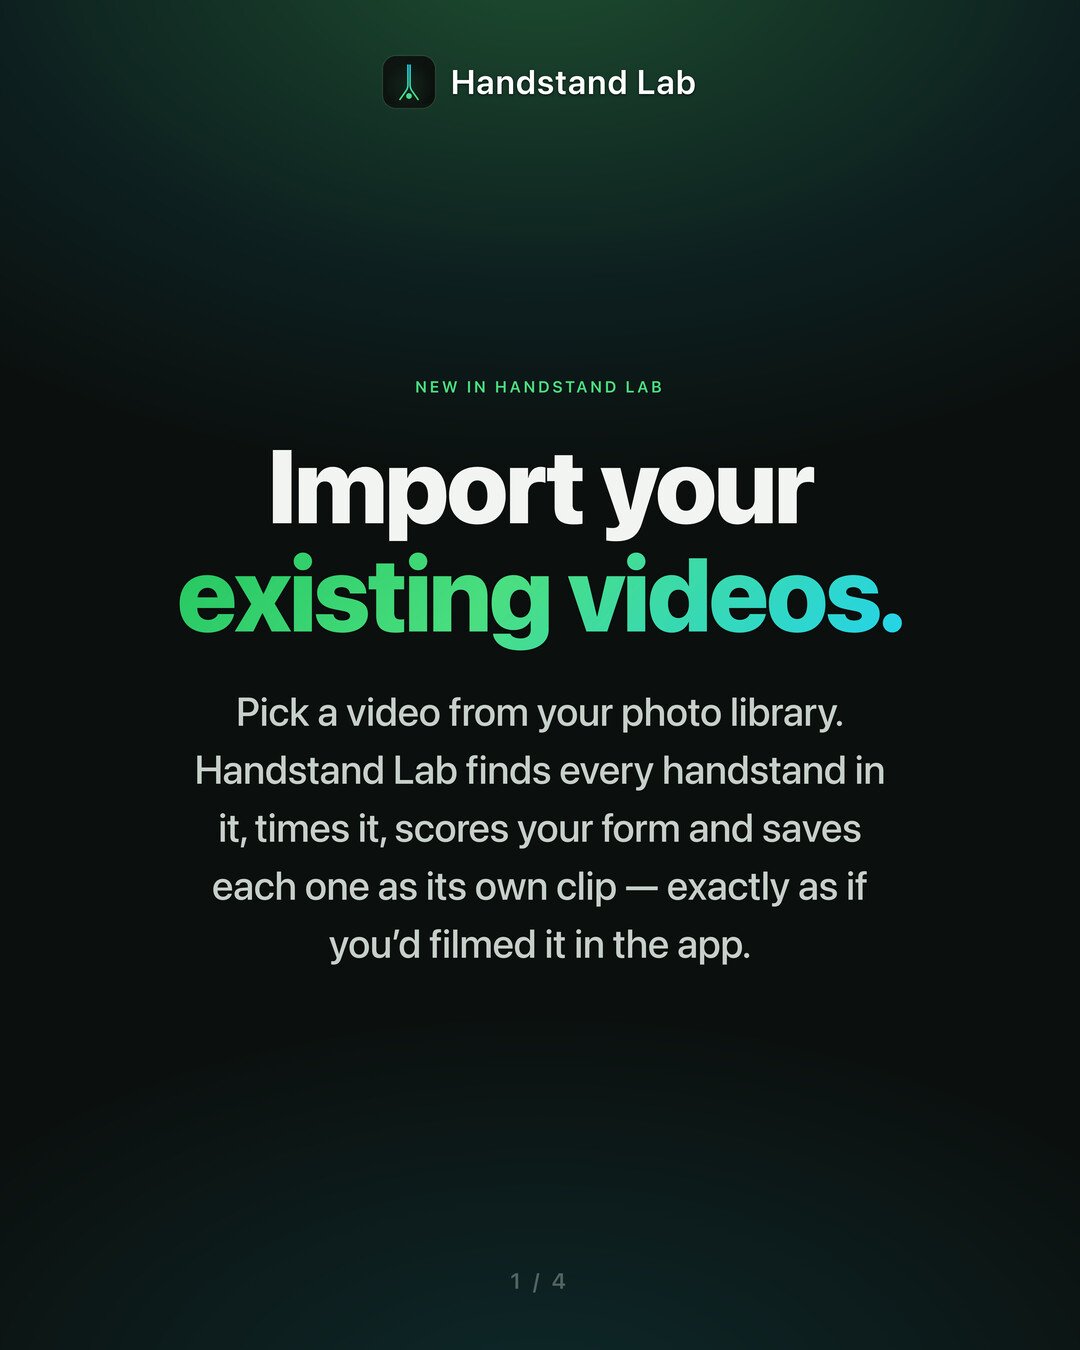 Handstand Lab
NEW IN HANDSTAND LAB
Import your
existing videos.
Pick a video from your photo library.
Handstand Lab finds every handstand in
it, times it, scores your form and saves
each one as its own clip — exactly as if
you’d filmed it in the app.
1 / 4